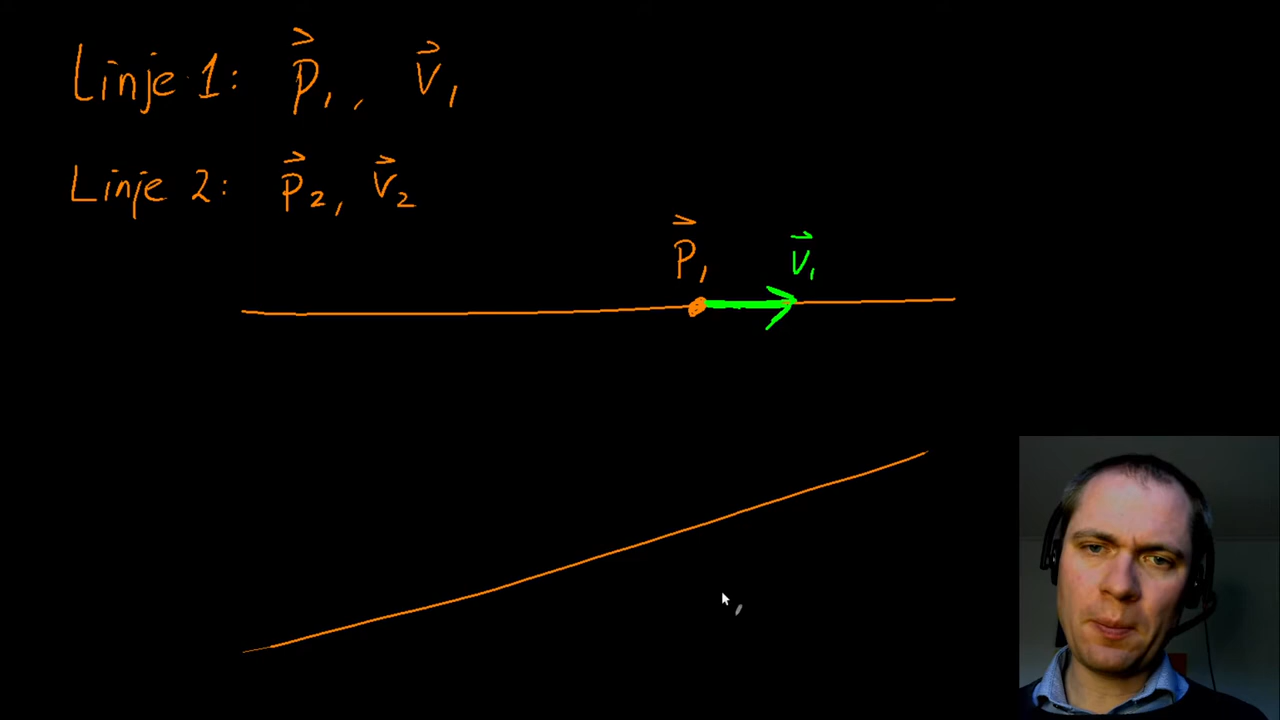 Linje 1: p⃗₁, v⃗₁
Linje 2: p⃗₂, v⃗₂
p⃗₁ v⃗₁